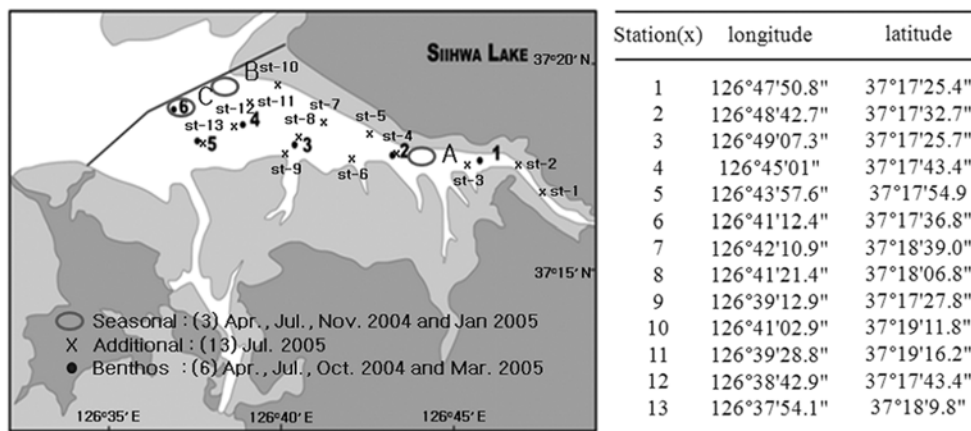 SIIHWA LAKE
37°20′ N
B
st-10
C
6
st-12
st-11
st-7
st-13
4
st-8
st-5
5
3
st-4
2
A
1
st-2
st-9
st-6
st-3
st-1
37°15′ N
Seasonal : (3) Apr., Jul., Nov. 2004 and Jan 2005
x Additional : (13) Jul. 2005
Benthos : (6) Apr., Jul., Oct. 2004 and Mar. 2005
126°35′ E
126°40′ E
126°45′ E
Station(x) longitude latitude
1 126°47'50.8" 37°17'25.4"
2 126°48'42.7" 37°17'32.7"
3 126°49'07.3" 37°17'25.7"
4 126°45'01" 37°17'43.4"
5 126°43'57.6" 37°17'54.9
6 126°41'12.4" 37°17'36.8"
7 126°42'10.9" 37°18'39.0"
8 126°41'21.4" 37°18'06.8"
9 126°39'12.9" 37°17'27.8"
10 126°41'02.9" 37°19'11.8"
11 126°39'28.8" 37°19'16.2"
12 126°38'42.9" 37°17'43.4"
13 126°37'54.1" 37°18'9.8"